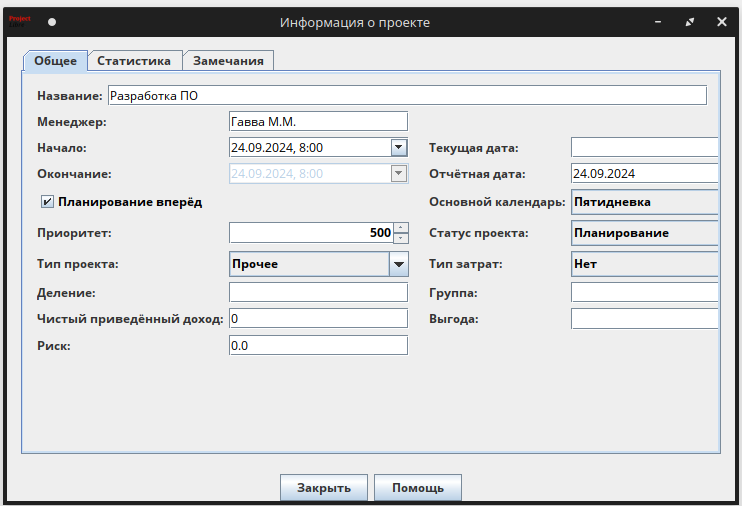 Project
Информация о проекте
Общее Статистика Замечания
Название: Разработка ПО
Менеджер: Гавва М.М.
Начало: 24.09.2024, 8:00 Текущая дата:
Окончание: 24.09.2024, 8:00 Отчётная дата: 24.09.2024
Планирование вперёд Основной календарь: Пятидневка
Приоритет: 500 Статус проекта: Планирование
Тип проекта: Прочее Тип затрат: Нет
Деление: Группа:
Чистый приведённый доход: 0 Выгода:
Риск: 0.0
Закрыть Помощь